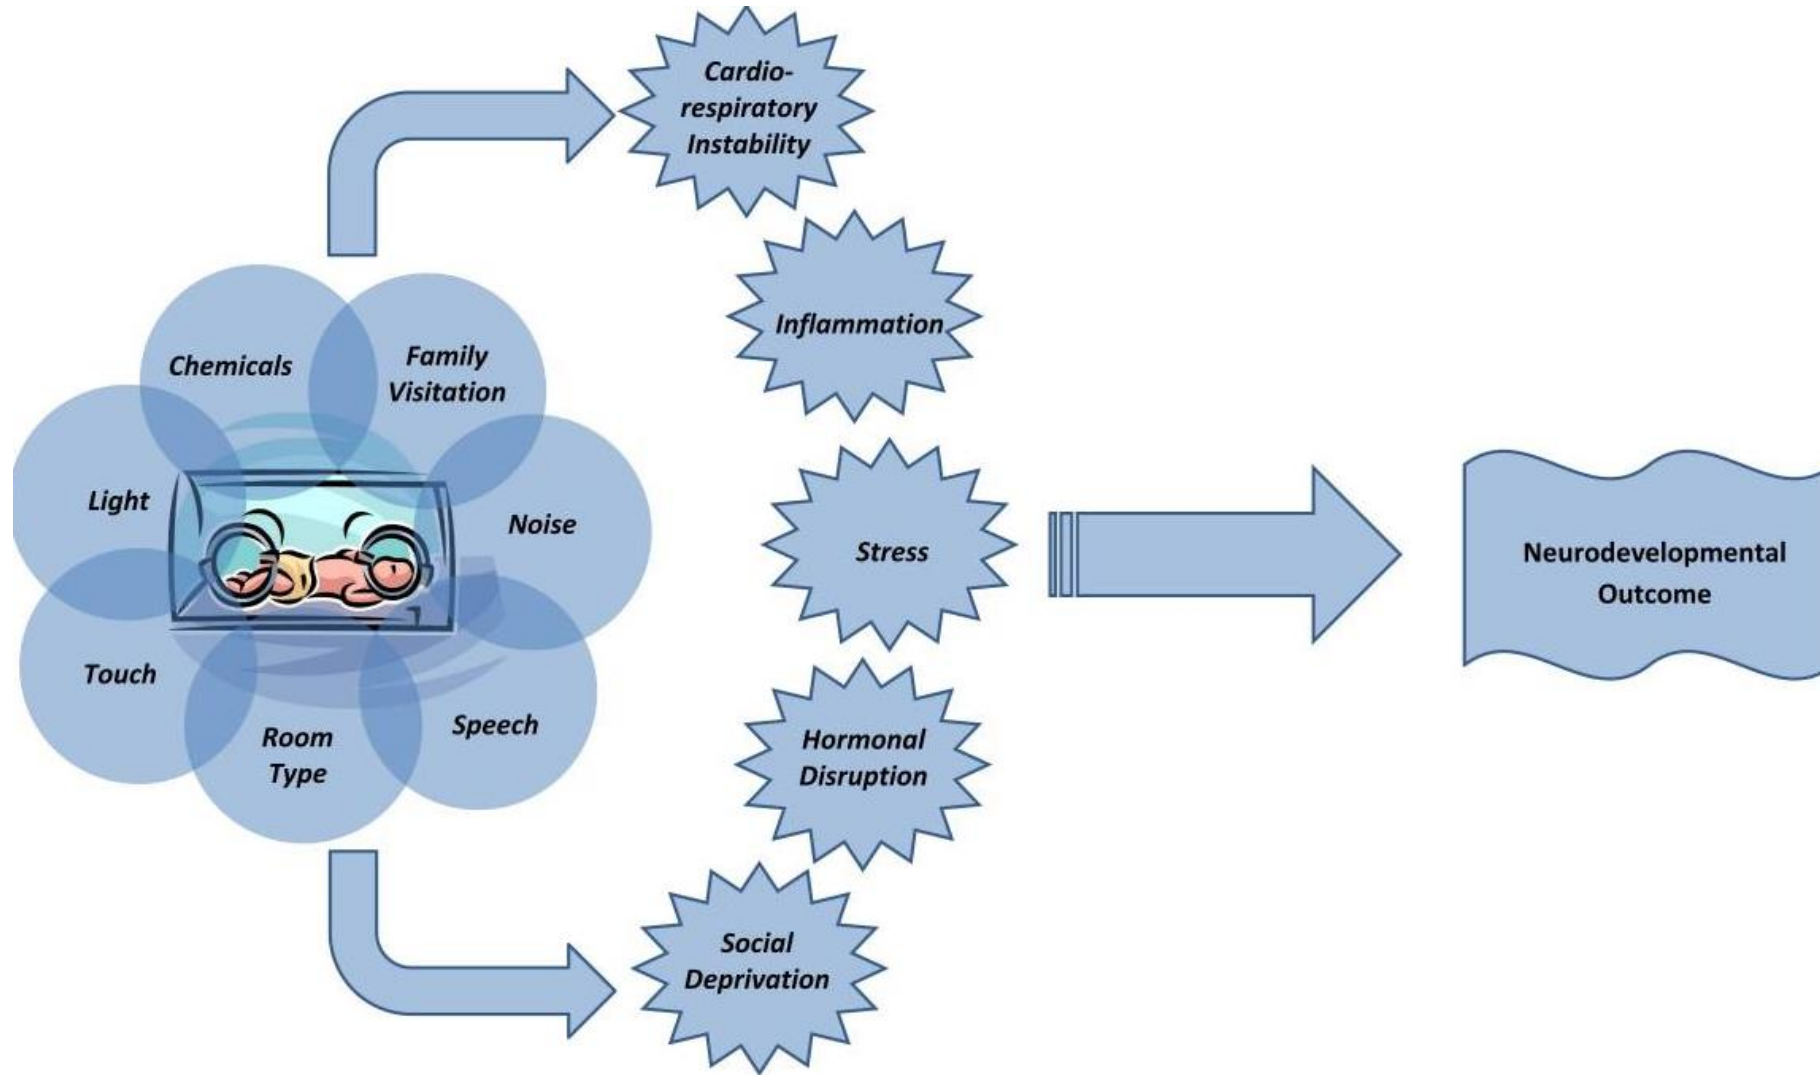 Cardio-
respiratory
Instability
Inflammation
Chemicals
Family
Visitation
Light
Noise
Stress
Neurodevelopmental
Outcome
Touch
Room
Type
Speech
Hormonal
Disruption
Social
Deprivation